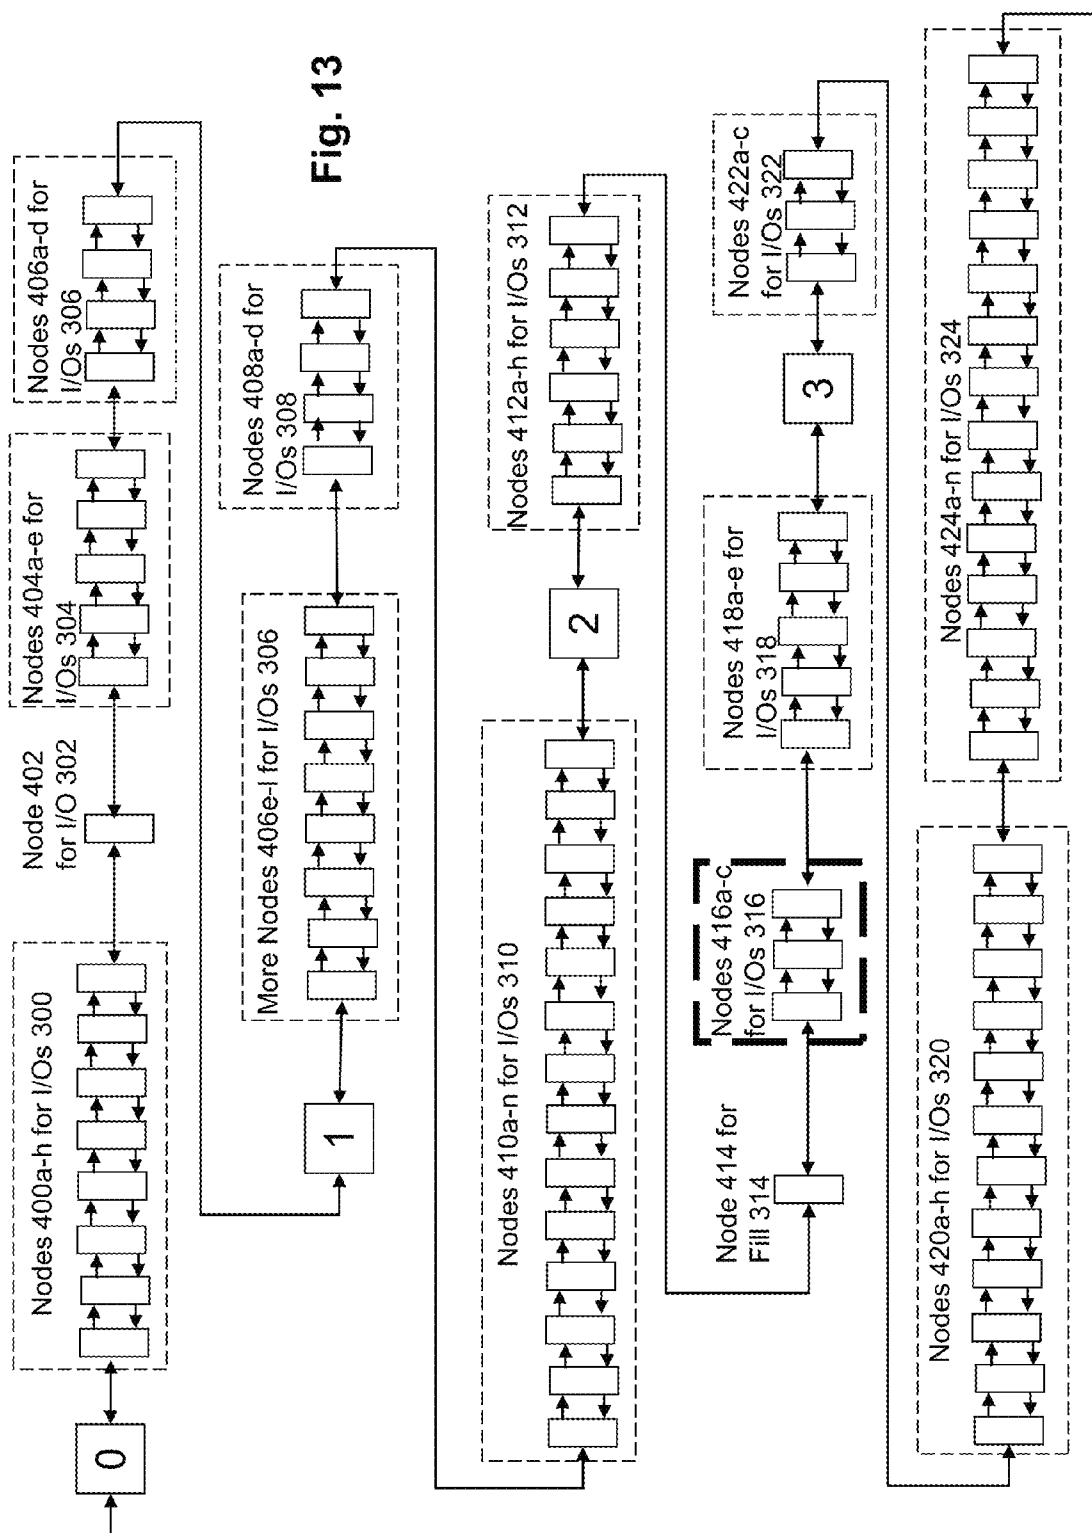 Fig. 13
0
Nodes 400a-h for I/Os 300
Node 402
for I/O 302
Nodes 404a-e for
I/Os 304
Nodes 406a-d for
I/Os 306
1
More Nodes 406e-l for I/Os 306
Nodes 408a-d for
I/Os 308
Nodes 410a-n for I/Os 310
2
Nodes 412a-h for I/Os 312
Node 414 for
Fill 314
Nodes 416a-c
for I/Os 316
Nodes 418a-e for
I/Os 318
3
Nodes 422a-c
for I/Os 322
Nodes 420a-h for I/Os 320
Nodes 424a-n for I/Os 324